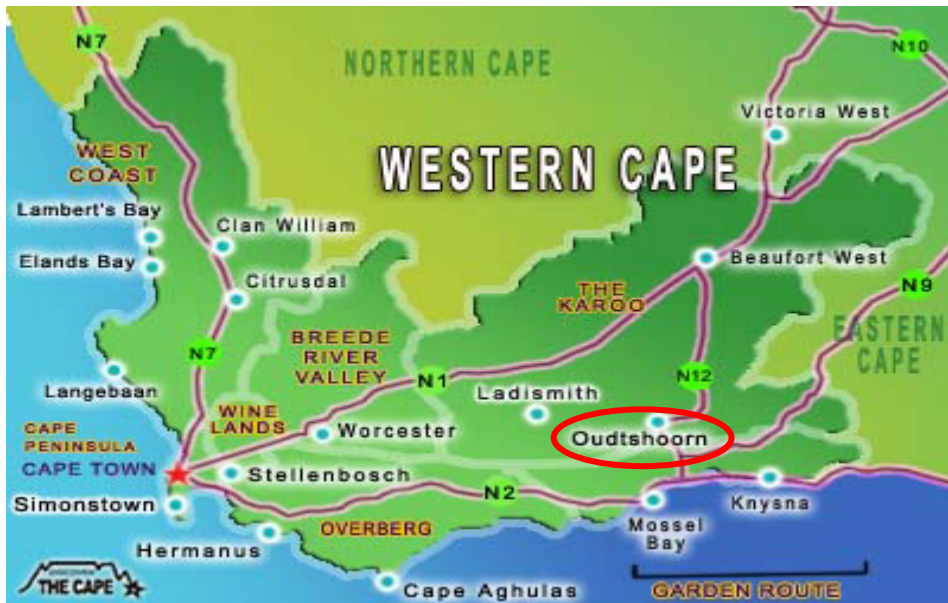 N7
N10
NORTHERN CAPE
Victoria West
WEST
COAST
WESTERN CAPE
Lambert's Bay
Clan William
Elands Bay
Beaufort West
Citrusdal
THE
KAROO
N9
EASTERN
CAPE
BREEDE
RIVER
VALLEY
N7
N1
N12
Langebaan
Ladismith
WINE
LANDS
CAPE
PENINSULA
Worcester
Oudtshoorn
CAPE TOWN
Stellenbosch
N2
Simonstown
Knysna
Mossel
Bay
OVERBERG
Hermanus
THE CAPE
Cape Aghulas
GARDEN ROUTE